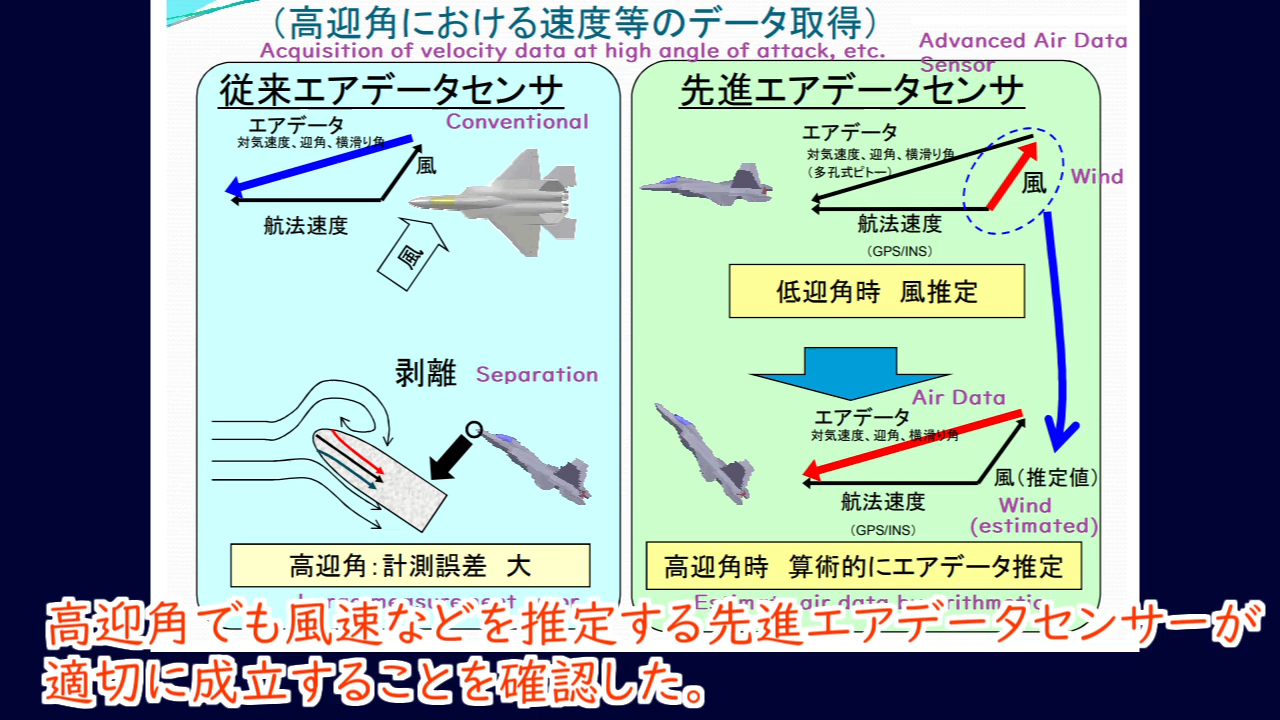 （高迎角における速度等のデータ取得）
Acquisition of velocity data at high angle of attack, etc.
Advanced Air Data
Sensor
従来エアデータセンサ
Conventional
エアデータ
対気速度、迎角、横滑り角
風
航法速度
風
剥離
Separation
高迎角：計測誤差　大
Large measurement error
先進エアデータセンサ
エアデータ
対気速度、迎角、横滑り角
（多孔式ピトー）
風
Wind
航法速度
（GPS/INS）
低迎角時　風推定
Air Data
エアデータ
対気速度、迎角、横滑り角
風（推定値）
航法速度
Wind
(estimated)
（GPS/INS）
高迎角時　算術的にエアデータ推定
Estimate air data by arithmetic
高迎角でも風速などを推定する先進エアデータセンサーが
適切に成立することを確認した。